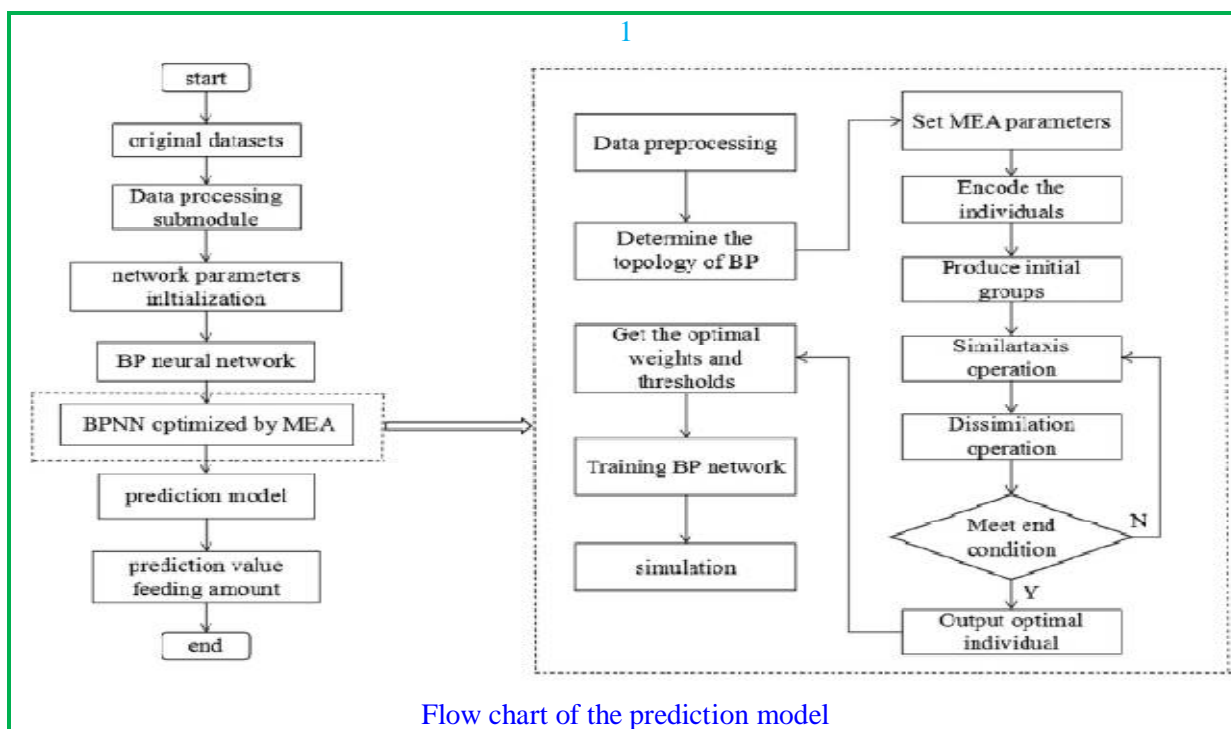 1
start
original datasets
Data processing
submodule
network parameters
inltialization
BP neural network
BPNN cptimized by MEA
prediction model
prediction value
feeding amount
end
Data preprocessing
Determine the
topology of BP
Set MEA parameters
Encode the
individuals
Produce initial
groups
Similartaxis
cperation
Dissimilation
cperation
Meet end
condition
N
Y
Output optimal
individual
Get the optimal
weights and
thresholds
Training BP network
simulation
Flow chart of the prediction model